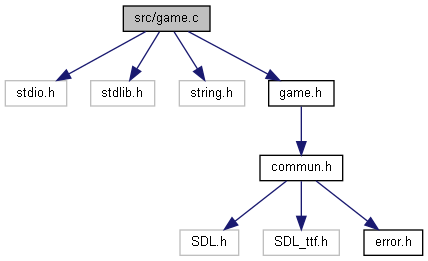 src/game.c
stdio.h
stdlib.h
string.h
game.h
commun.h
SDL.h
SDL_ttf.h
error.h